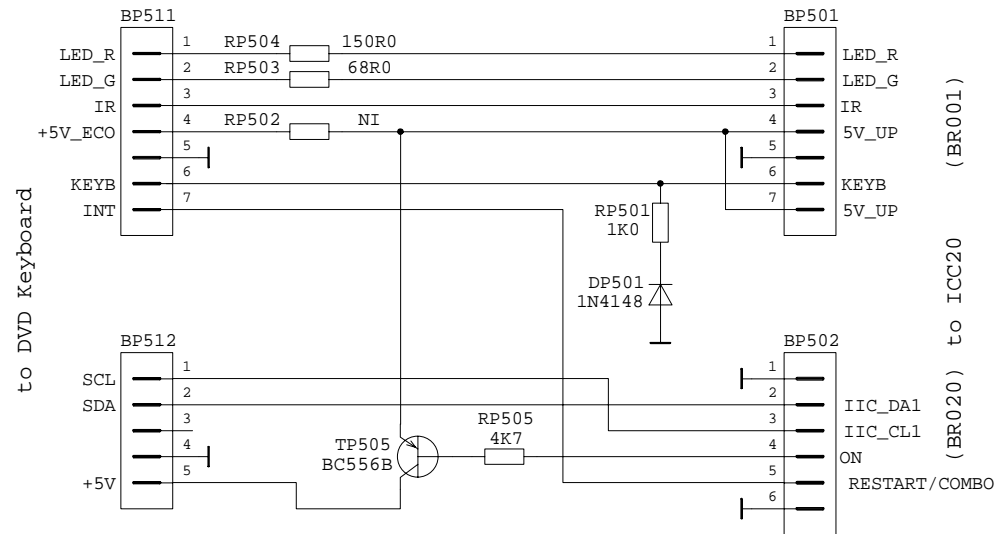 BP511 BP501
1 RP504 150R0 1
LED_R LED_R
2 RP503 68R0 2
LED_G LED_G
3 3
IR IR
4 RP502 NI 4
+5V_ECO 5V_UP
5 5
6 6
KEYB KEYB
7 7
INT 5V_UP
RP501
1K0
DP501
1N4148
(BR001)
to DVD Keyboard
(BR020) to ICC20
BP512 BP502
1 1
SCL
2 2
SDA IIC_DA1
3 3
IIC_CL1
RP505
4K7
4 4
TP505
BC556B
ON
5 5
+5V RESTART/COMBO
6